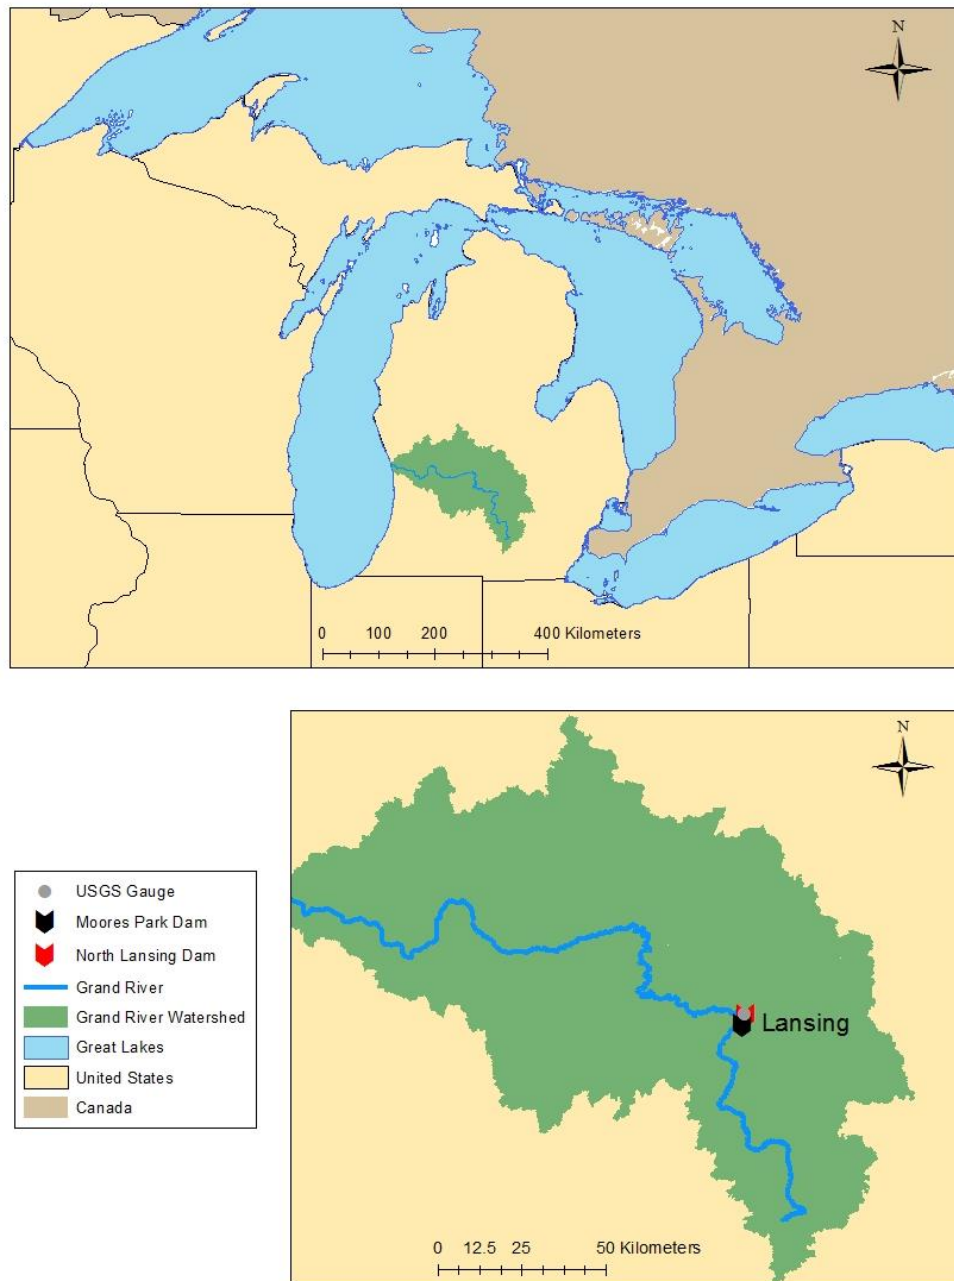 N
0 100 200 400 Kilometers
N
USGS Gauge
Moores Park Dam
North Lansing Dam
Grand River
Grand River Watershed
Great Lakes
United States
Canada
Lansing
0 12.5 25 50 Kilometers